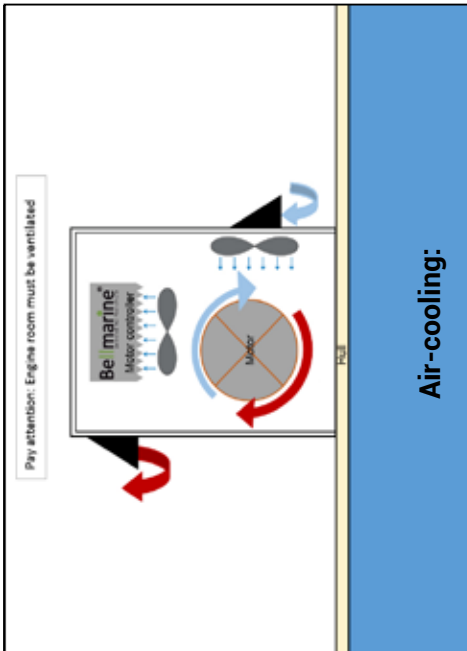 Pay attention: Engine room must be ventilated
Bellmarine®
Motor controller
Motor
Hull
Air-cooling: